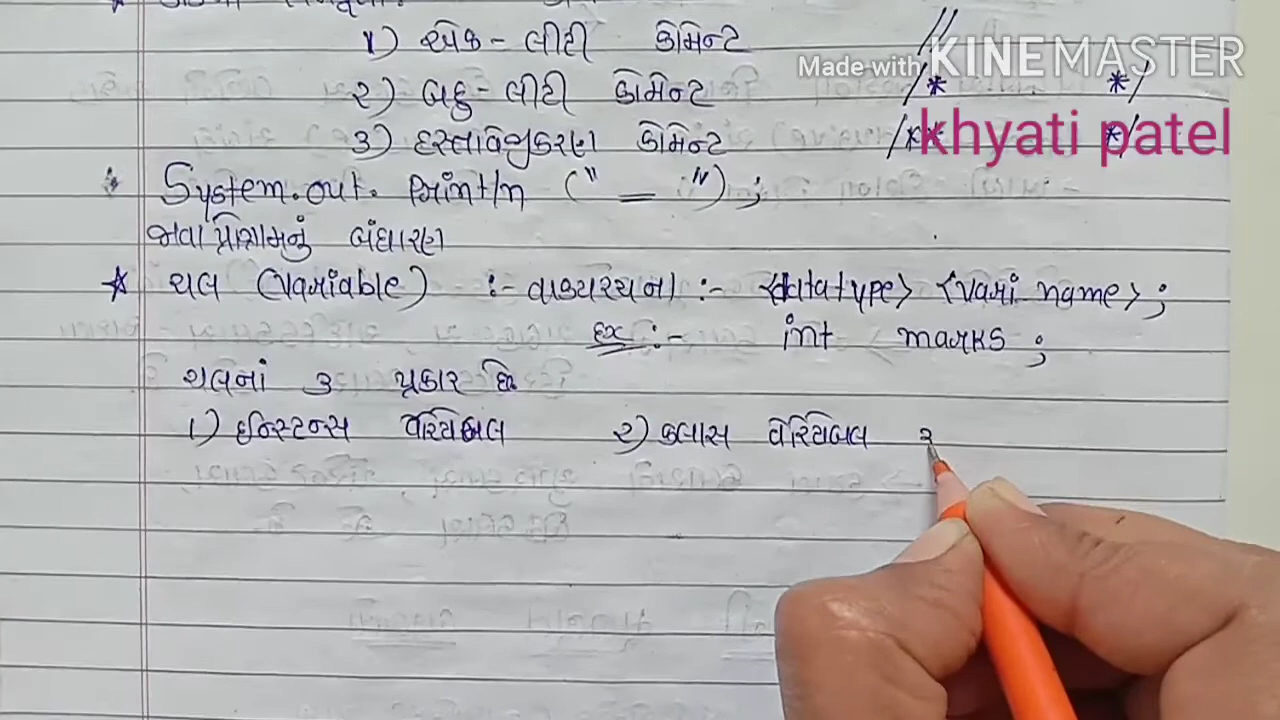 ૧) એક - લીટી કોમેન્ટ //
Made with KINEMASTER
૨) બહુ - લીટી કોમેન્ટ /* */
khyati patel
૩) દસ્તાવેજીકરણ કોમેન્ટ /** */
System.out. println (" — ") ;
જાવા પ્રોગ્રામનું બંધારણ
★ ચલ (variable) :- વાક્યરચના :- <datatype> <vari name> ;
Ex :- int marks ;
ચલનાં ૩ પ્રકાર છે
૧) ઇન્સ્ટન્સ વેરિયેબલ ૨) ક્લાસ વેરિયેબલ